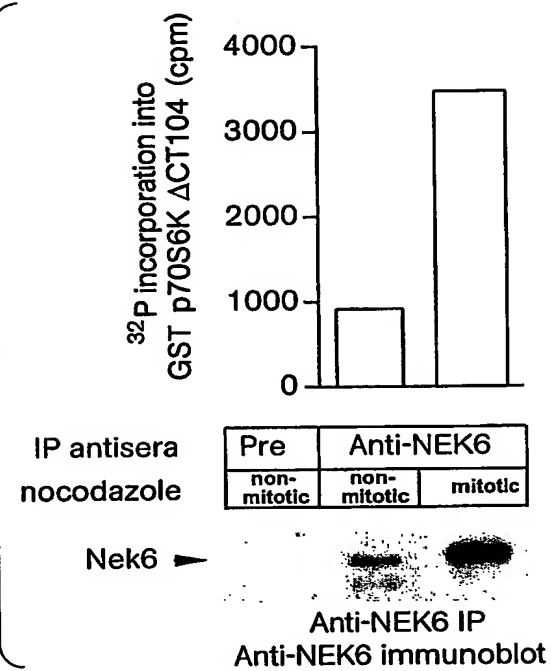 ³²P incorporation into
GST p70S6K ΔCT104 (cpm)
4000
3000
2000
1000
0
IP antisera Pre Anti-NEK6
nocodazole non-mitotic non-mitotic mitotic
Nek6
Anti-NEK6 IP
Anti-NEK6 immunoblot